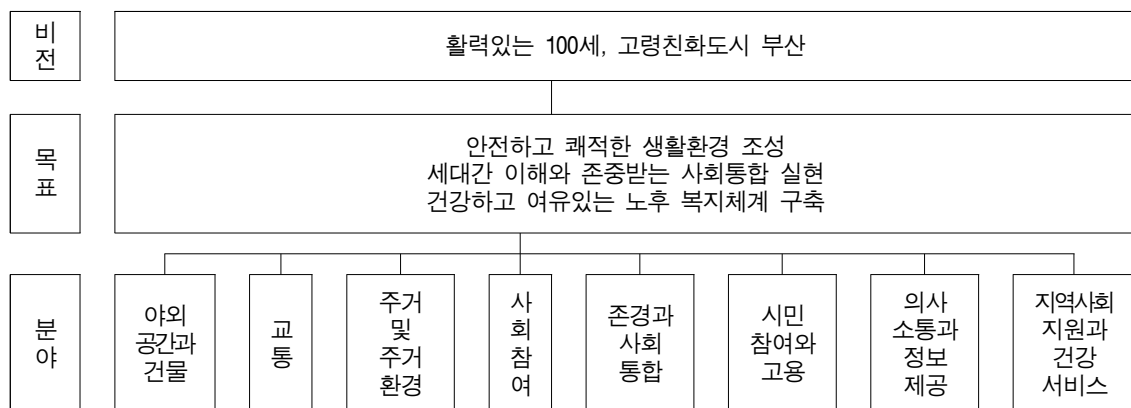 비
전
활력있는 100세, 고령친화도시 부산
목
표
안전하고 쾌적한 생활환경 조성
세대간 이해와 존중받는 사회통합 실현
건강하고 여유있는 노후 복지체계 구축
분
야
야외
공간과
건물
교
통
주거
및
주거
환경
사
회
참
여
존경과
사회
통합
시민
참여와
고용
의사
소통과
정보
제공
지역사회
지원과
건강
서비스